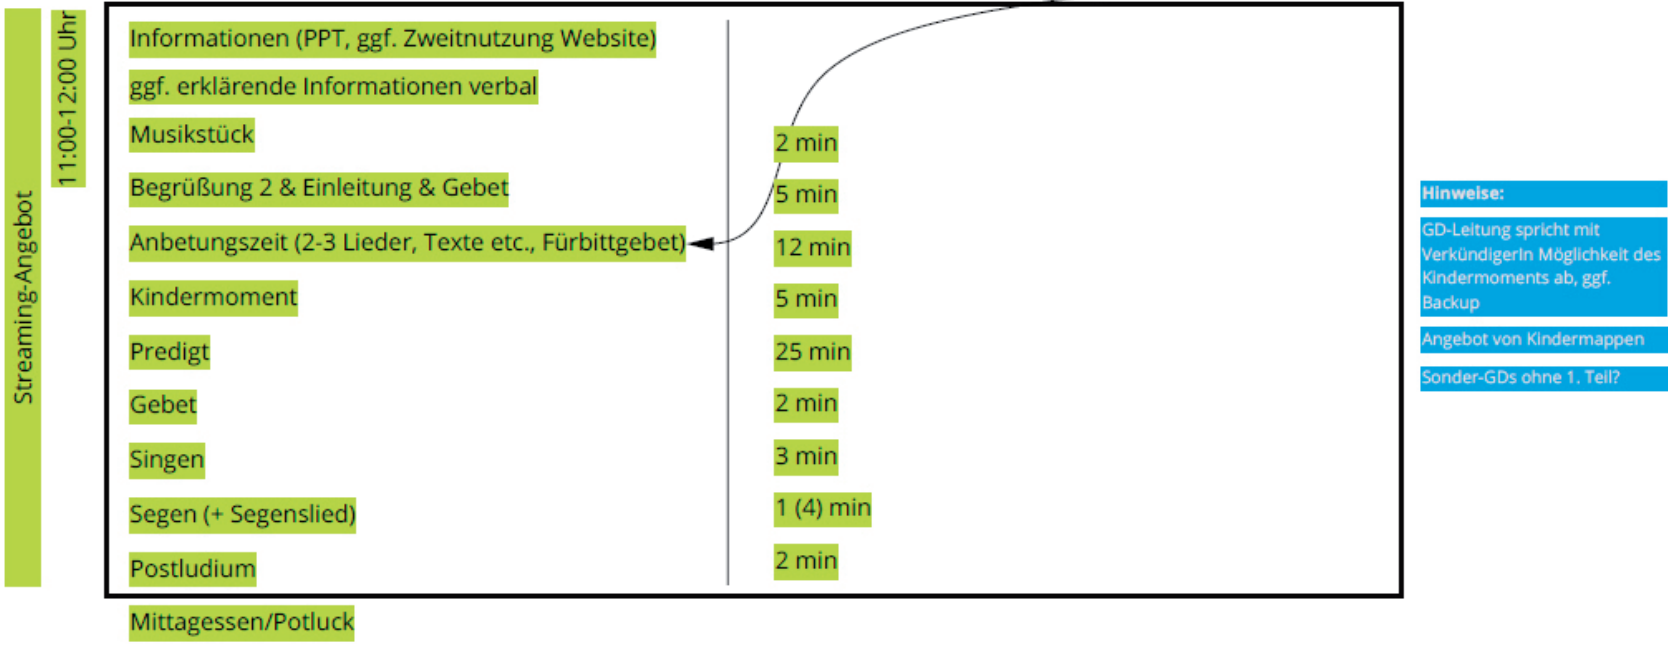 Streaming-Angebot
11:00-12:00 Uhr
Informationen (PPT, ggf. Zweitnutzung Website)
ggf. erklärende Informationen verbal
Musikstück
2 min
Begrüßung 2 & Einleitung & Gebet
5 min
Anbetungszeit (2-3 Lieder, Texte etc., Fürbittgebet)
12 min
Kindermoment
5 min
Predigt
25 min
Gebet
2 min
Singen
3 min
Segen (+ Segenslied)
1 (4) min
Postludium
2 min
Mittagessen/Potluck
Hinweise:
GD-Leitung spricht mit
VerkündigerIn Möglichkeit des
Kindermoments ab, ggf.
Backup
Angebot von Kindermappen
Sonder-GDs ohne 1. Teil?